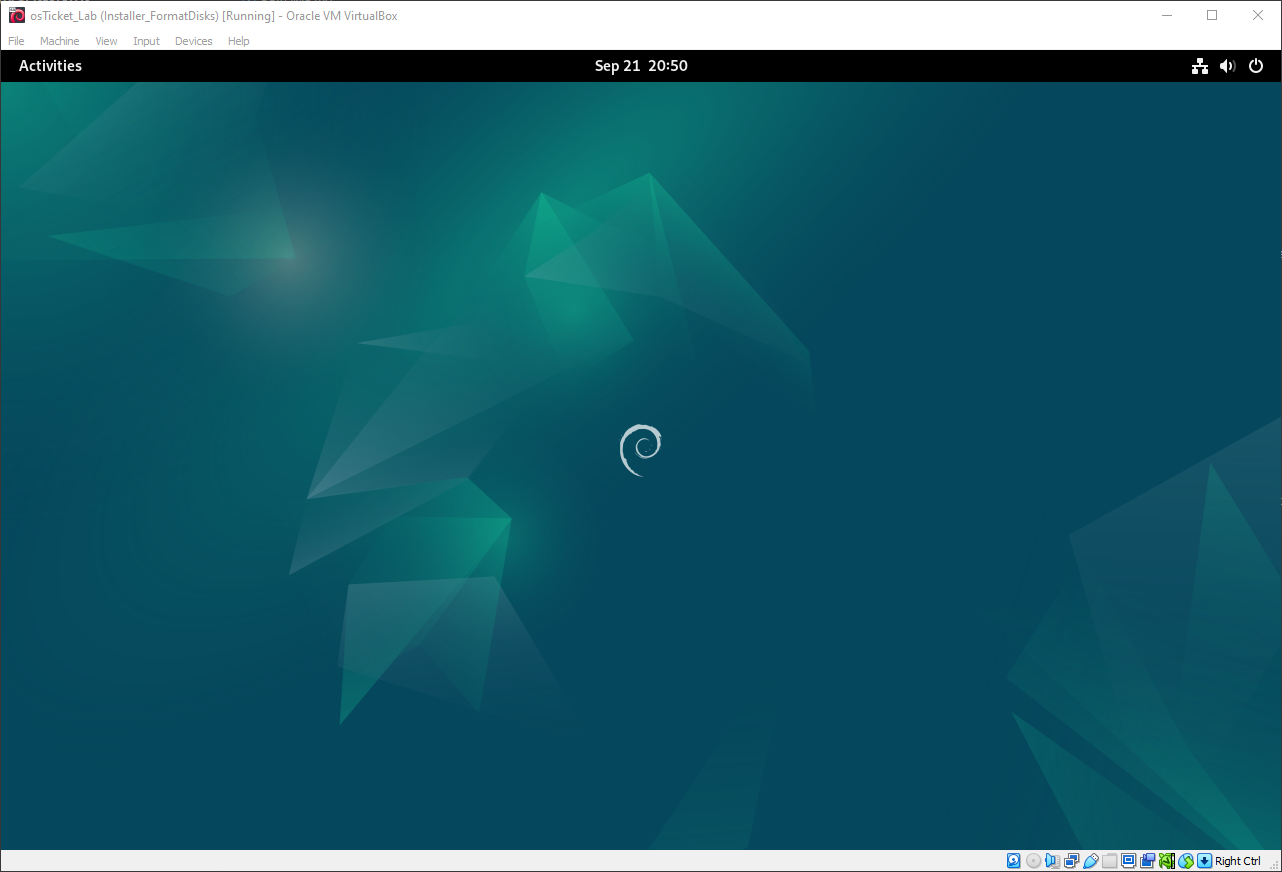 osTicket_Lab (Installer_FormatDisks) [Running] - Oracle VM VirtualBox
File Machine View Input Devices Help
Activities Sep 21 20:50
Right Ctrl